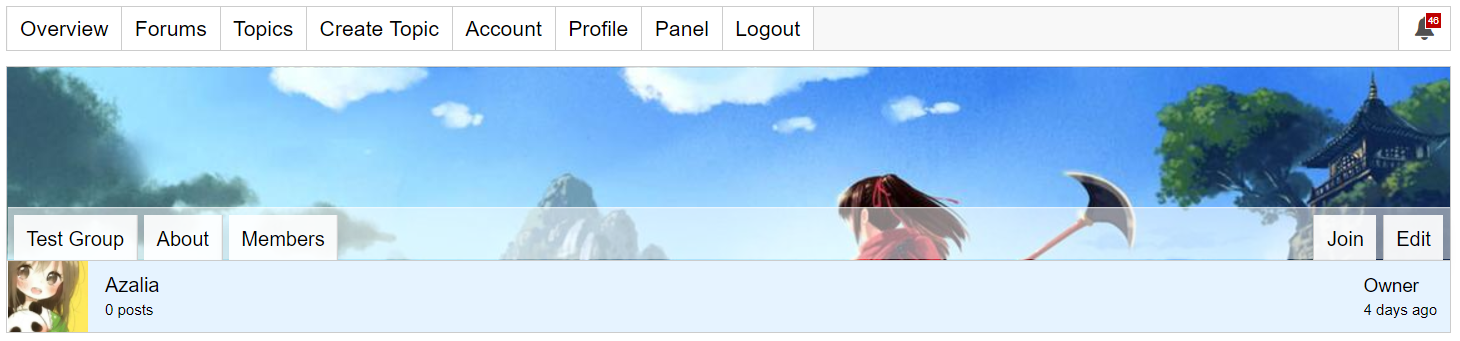 Overview Forums Topics Create Topic Account Profile Panel Logout 46
Test Group About Members Join Edit
Azalia Owner
0 posts 4 days ago